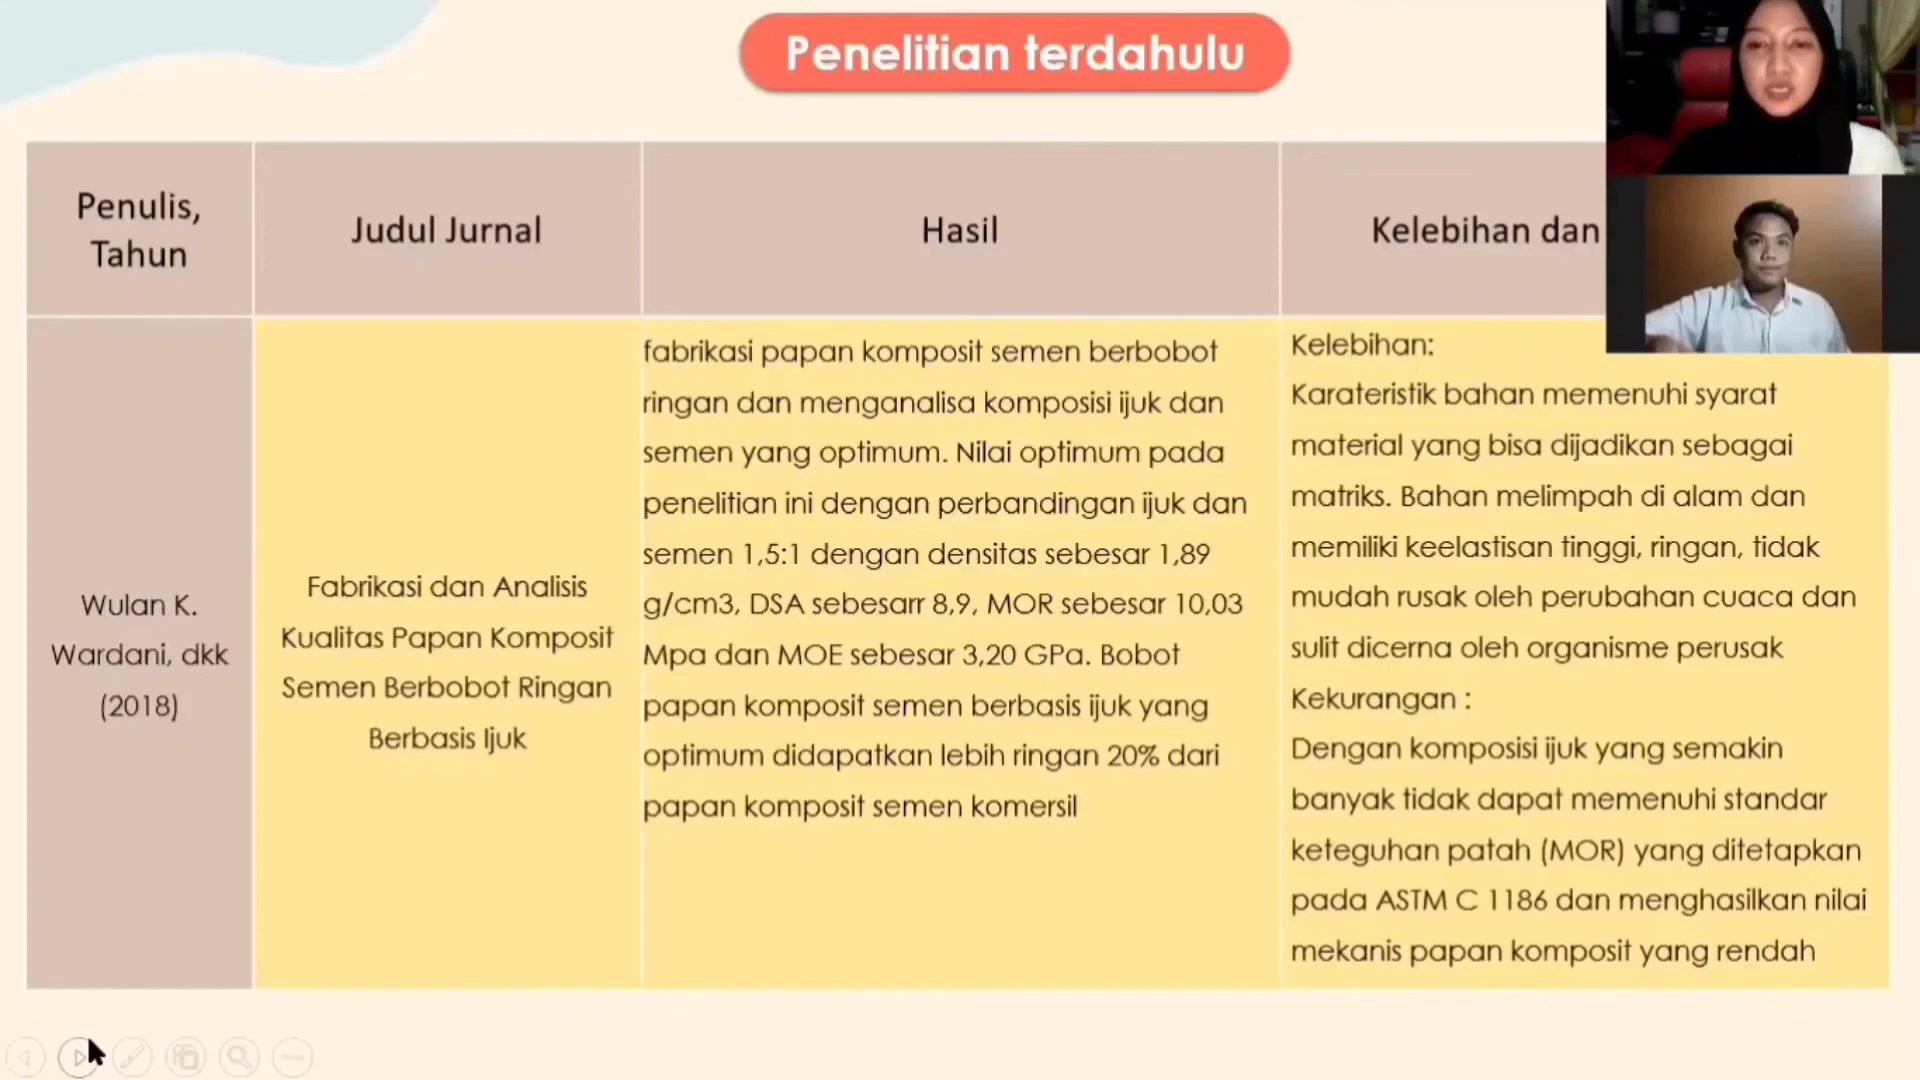 Penelitian terdahulu
Penulis,
Tahun
Judul Jurnal
Hasil
Kelebihan dan
Wulan K.
Wardani, dkk
(2018)
Fabrikasi dan Analisis
Kualitas Papan Komposit
Semen Berbobot Ringan
Berbasis Ijuk
fabrikasi papan komposit semen berbobot
ringan dan menganalisa komposisi ijuk dan
semen yang optimum. Nilai optimum pada
penelitian ini dengan perbandingan ijuk dan
semen 1,5:1 dengan densitas sebesar 1,89
g/cm3, DSA sebesarr 8,9, MOR sebesar 10,03
Mpa dan MOE sebesar 3,20 GPa. Bobot
papan komposit semen berbasis ijuk yang
optimum didapatkan lebih ringan 20% dari
papan komposit semen komersil
Kelebihan:
Karateristik bahan memenuhi syarat
material yang bisa dijadikan sebagai
matriks. Bahan melimpah di alam dan
memiliki keelastisan tinggi, ringan, tidak
mudah rusak oleh perubahan cuaca dan
sulit dicerna oleh organisme perusak
Kekurangan :
Dengan komposisi ijuk yang semakin
banyak tidak dapat memenuhi standar
keteguhan patah (MOR) yang ditetapkan
pada ASTM C 1186 dan menghasilkan nilai
mekanis papan komposit yang rendah